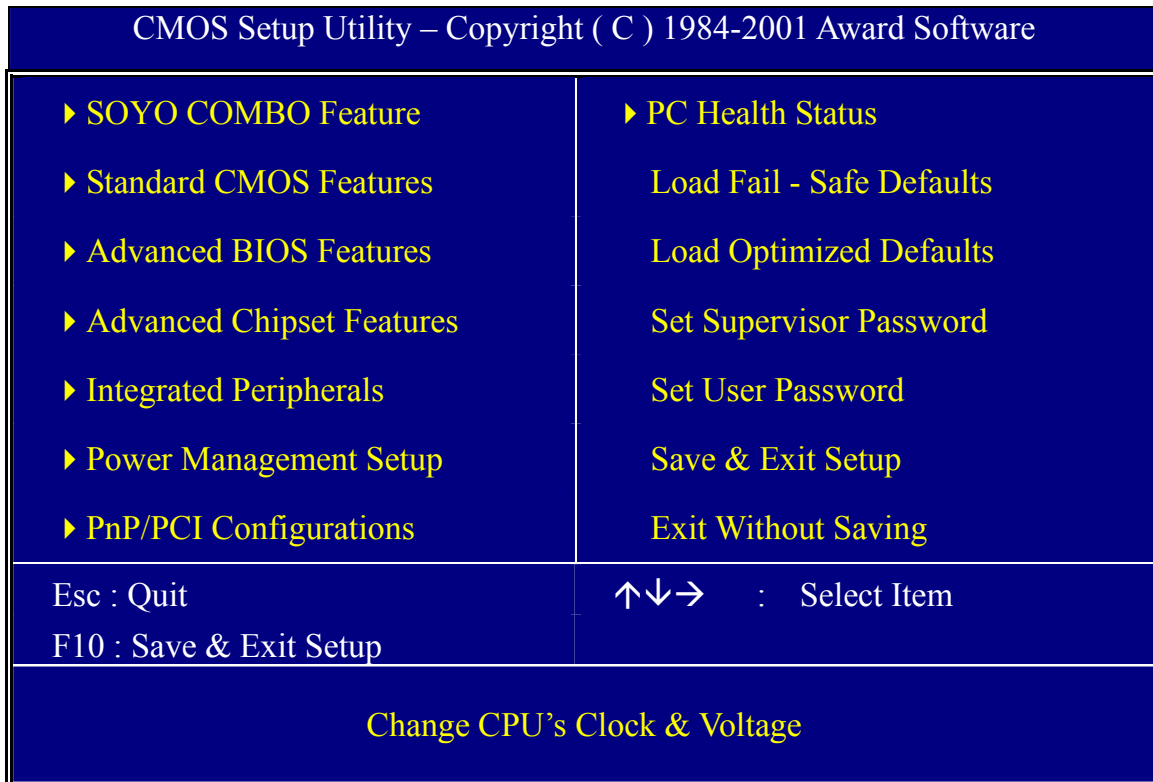 CMOS Setup Utility – Copyright ( C ) 1984-2001 Award Software
SOYO COMBO Feature
Standard CMOS Features
Advanced BIOS Features
Advanced Chipset Features
Integrated Peripherals
Power Management Setup
PnP/PCI Configurations
PC Health Status
Load Fail - Safe Defaults
Load Optimized Defaults
Set Supervisor Password
Set User Password
Save & Exit Setup
Exit Without Saving
Esc : Quit
F10 : Save & Exit Setup
↑↓→ : Select Item
Change CPU’s Clock & Voltage